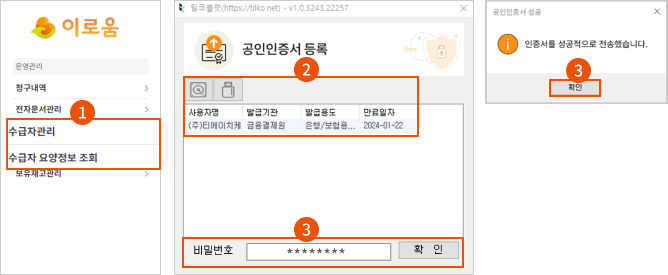 이로움
운영관리
청구내역
전자문서관리
1
수급자관리
수급자 요양정보 조회
보유재고관리
틸코블렛(https://tilko.net) - v1.0.3243.22257
공인인증서 등록
2
사용자명 발급기관 발급용도 만료일자
(주)티에이치케 금융결제원 은행/보험용... 2024-01-22
3
비밀번호 ******** 확 인
공인인증서 성공
인증서를 성공적으로 전송했습니다.
3
확인